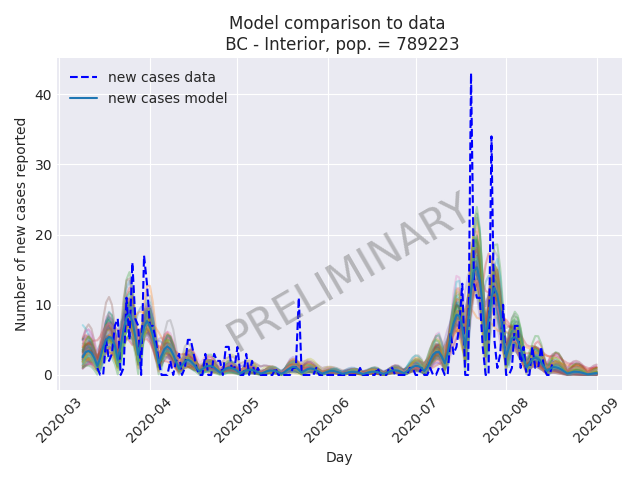 Model comparison to data
BC - Interior, pop. = 789223
new cases data
new cases model
PRELIMINARY
Number of new cases reported
40
30
20
10
0
2020-03
2020-04
2020-05
2020-06
2020-07
2020-08
2020-09
Day